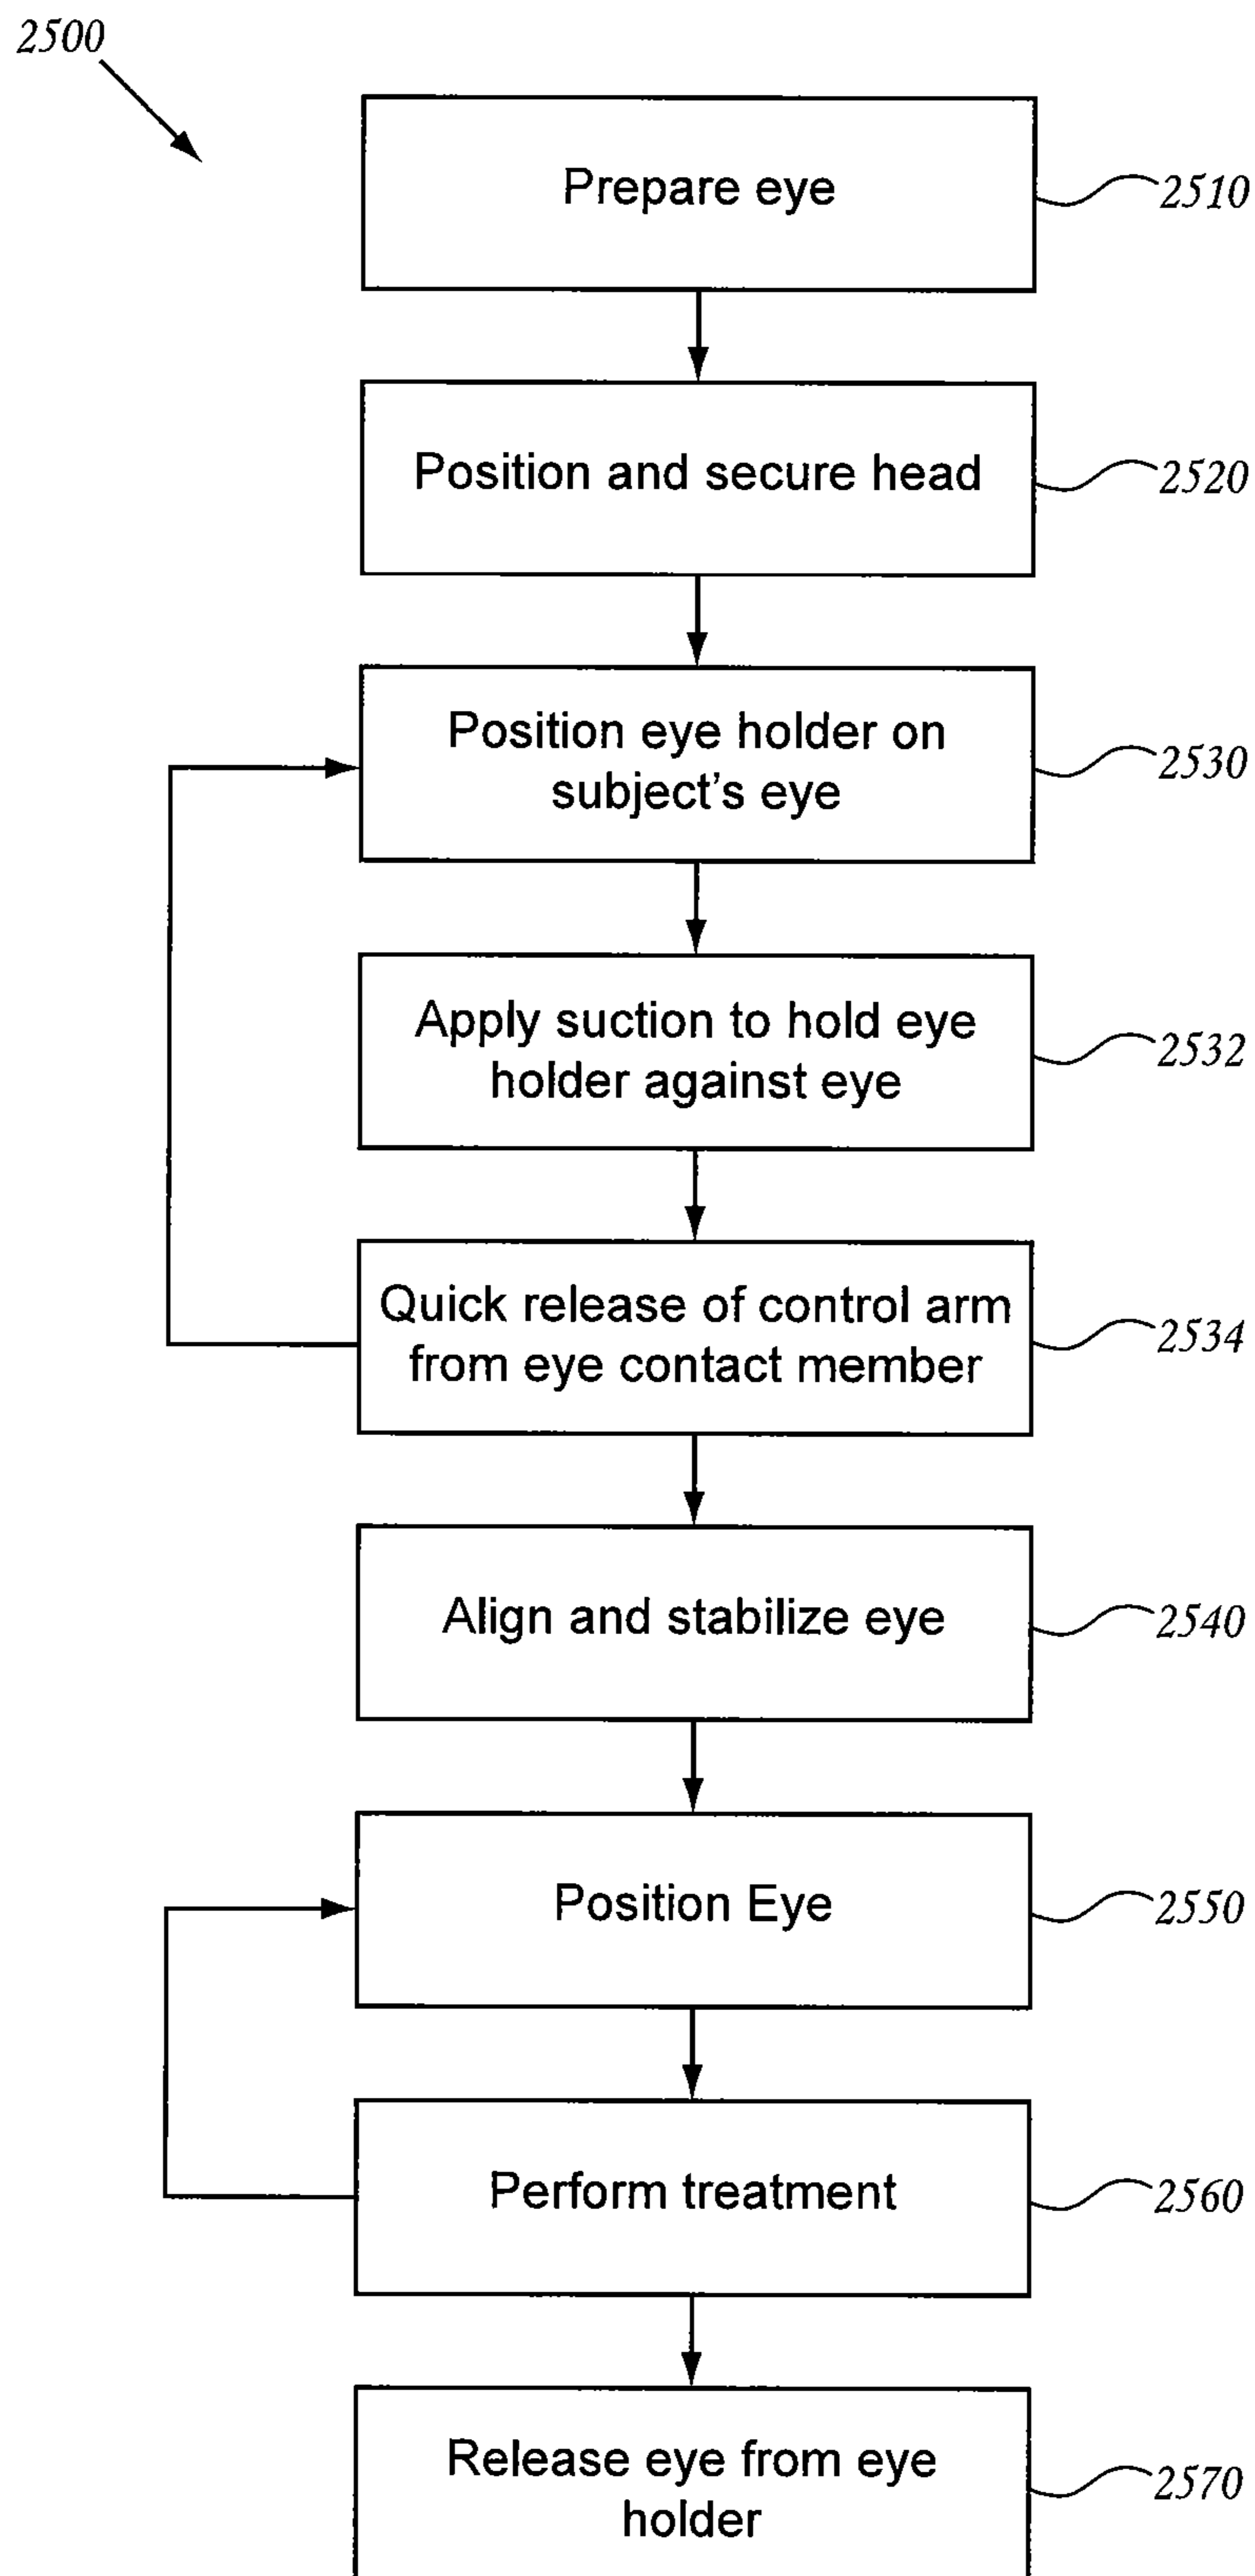 2500
Prepare eye
2510
Position and secure head
2520
Position eye holder on
subject's eye
2530
Apply suction to hold eye
holder against eye
2532
Quick release of control arm
from eye contact member
2534
Align and stabilize eye
2540
Position Eye
2550
Perform treatment
2560
Release eye from eye
holder
2570